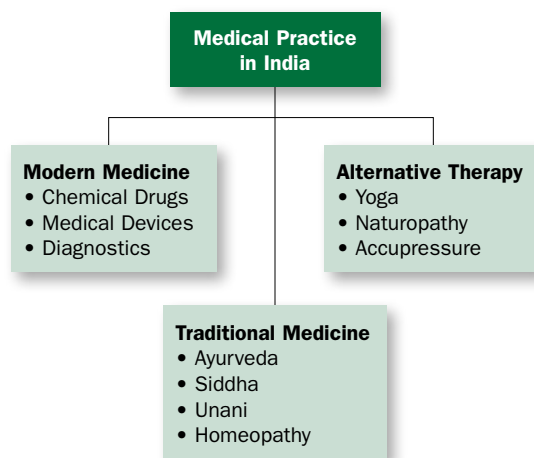 Medical Practice
in India
Modern Medicine
• Chemical Drugs
• Medical Devices
• Diagnostics
Alternative Therapy
• Yoga
• Naturopathy
• Accupressure
Traditional Medicine
• Ayurveda
• Siddha
• Unani
• Homeopathy